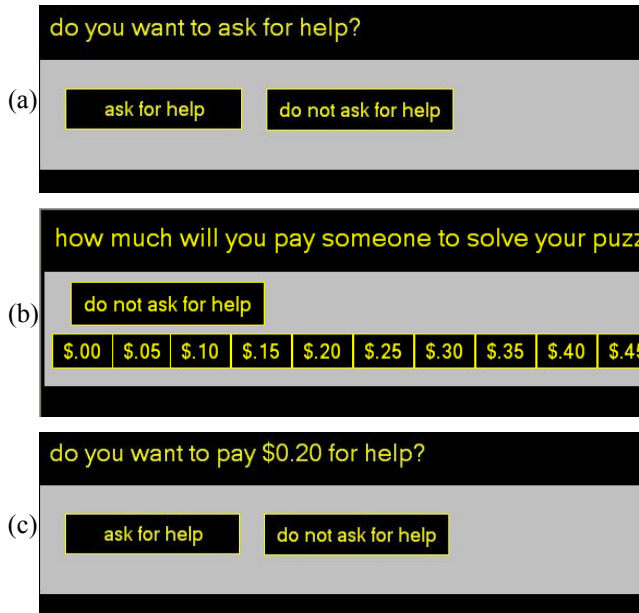 do you want to ask for help?
(a)
ask for help do not ask for help
how much will you pay someone to solve your puzz
(b)
do not ask for help
$.00 $.05 $.10 $.15 $.20 $.25 $.30 $.35 $.40 $.45
do you want to pay $0.20 for help?
(c)
ask for help do not ask for help